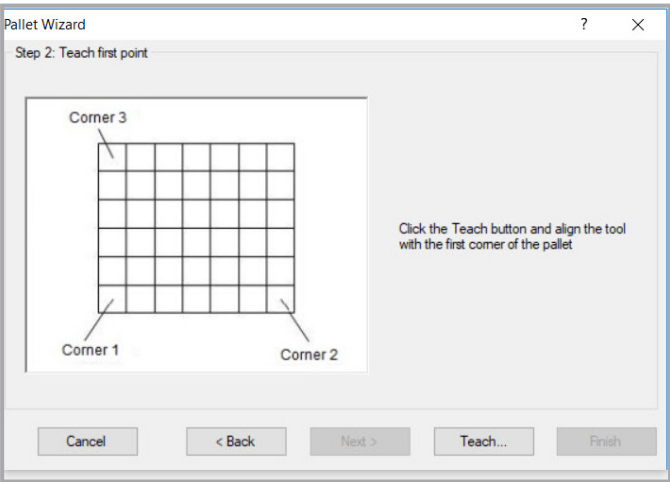 Pallet Wizard
?
Step 2: Teach first point
Corner 3
Click the Teach button and align the tool
with the first corner of the pallet
Corner 1
Corner 2
Cancel
< Back
Next >
Teach...
Finish